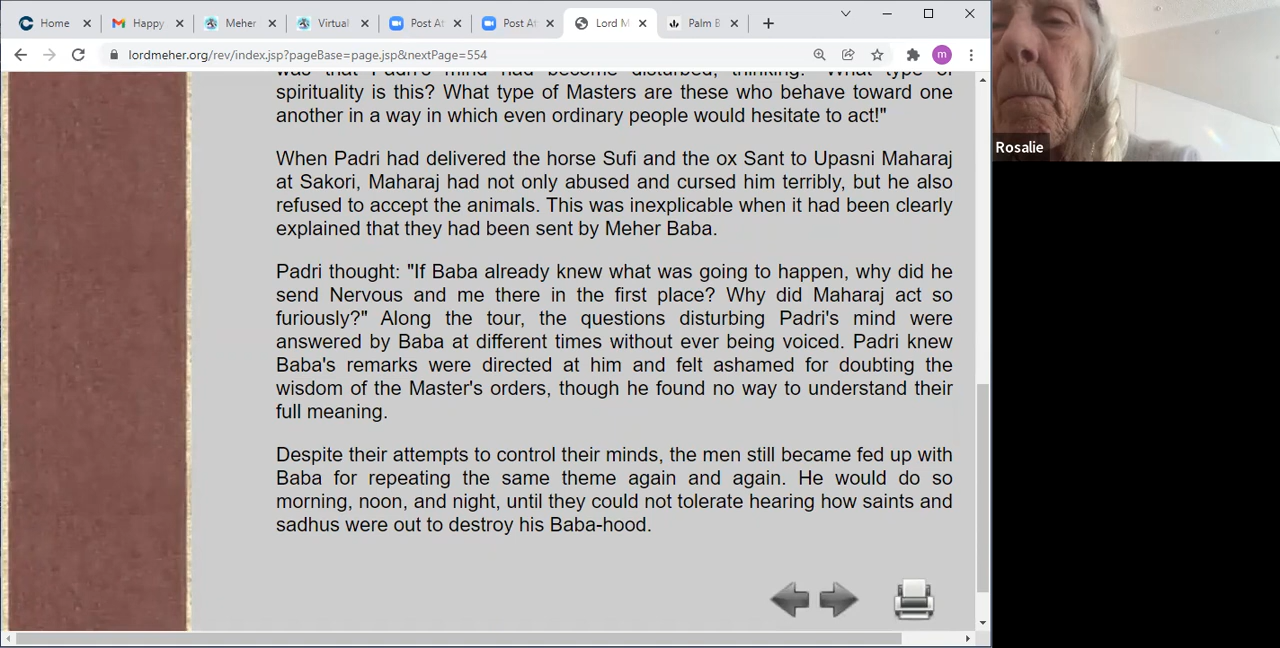 Home
Happy
Meher
Virtual
Post At
Post At
Lord M
Palm B
lordmeher.org/rev/index.jsp?pageBase=page.jsp&nextPage=554
m
was that Padri's mind had become disturbed, thinking: "What type of
spirituality is this? What type of Masters are these who behave toward one
another in a way in which even ordinary people would hesitate to act!"
When Padri had delivered the horse Sufi and the ox Sant to Upasni Maharaj
at Sakori, Maharaj had not only abused and cursed him terribly, but he also
refused to accept the animals. This was inexplicable when it had been clearly
explained that they had been sent by Meher Baba.
Padri thought: "If Baba already knew what was going to happen, why did he
send Nervous and me there in the first place? Why did Maharaj act so
furiously?" Along the tour, the questions disturbing Padri's mind were
answered by Baba at different times without ever being voiced. Padri knew
Baba's remarks were directed at him and felt ashamed for doubting the
wisdom of the Master's orders, though he found no way to understand their
full meaning.
Despite their attempts to control their minds, the men still became fed up with
Baba for repeating the same theme again and again. He would do so
morning, noon, and night, until they could not tolerate hearing how saints and
sadhus were out to destroy his Baba-hood.
Rosalie